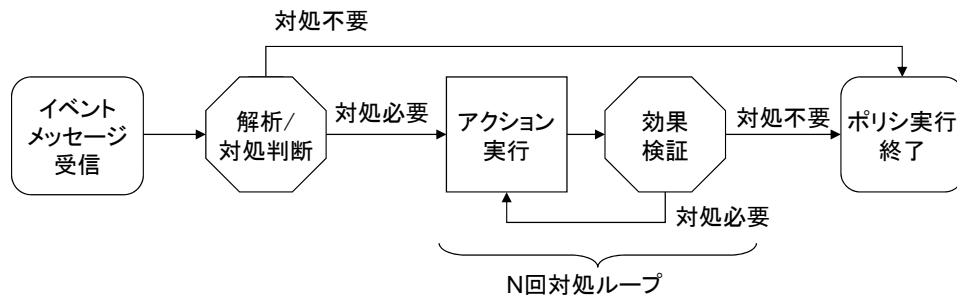 対処不要
イベント
メッセージ
受信
解析/
対処判断
対処必要
アクション
実行
効果
検証
対処不要
ポリシ実行
終了
対処必要
N回対処ループ